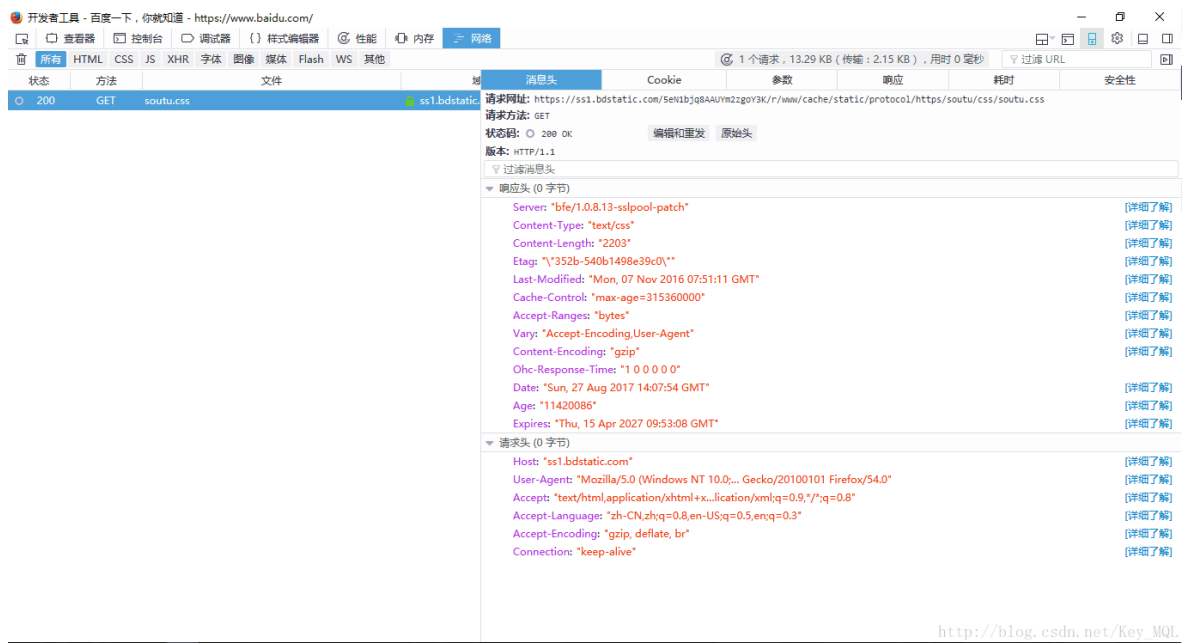 开发者工具 - 百度一下，你就知道 - https://www.baidu.com/
查看器 控制台 调试器 { } 样式编辑器 性能 内存 网络
所有 HTML CSS JS XHR 字体 图像 媒体 Flash WS 其他 1 个请求，13.29 KB（传输：2.15 KB），用时 0 毫秒 过滤 URL
状态 方法 文件 域 消息头 Cookie 参数 响应 耗时 安全性
200 GET soutu.css ss1.bdstatic.
请求网址: https://ss1.bdstatic.com/5eN1bjq8AAUYm2zgoY3K/r/www/cache/static/protocol/https/soutu/css/soutu.css
请求方法: GET
状态码: 200 OK 编辑和重发 原始头
版本: HTTP/1.1
过滤消息头
响应头 (0 字节)
Server: "bfe/1.0.8.13-sslpool-patch" [详细了解]
Content-Type: "text/css" [详细了解]
Content-Length: "2203" [详细了解]
Etag: "\"352b-540b1498e39c0\"" [详细了解]
Last-Modified: "Mon, 07 Nov 2016 07:51:11 GMT" [详细了解]
Cache-Control: "max-age=315360000" [详细了解]
Accept-Ranges: "bytes" [详细了解]
Vary: "Accept-Encoding,User-Agent" [详细了解]
Content-Encoding: "gzip" [详细了解]
Ohc-Response-Time: "1 0 0 0 0 0"
Date: "Sun, 27 Aug 2017 14:07:54 GMT" [详细了解]
Age: "11420086" [详细了解]
Expires: "Thu, 15 Apr 2027 09:53:08 GMT" [详细了解]
请求头 (0 字节)
Host: "ss1.bdstatic.com" [详细了解]
User-Agent: "Mozilla/5.0 (Windows NT 10.0;... Gecko/20100101 Firefox/54.0" [详细了解]
Accept: "text/html,application/xhtml+x...lication/xml;q=0.9,*/*;q=0.8" [详细了解]
Accept-Language: "zh-CN,zh;q=0.8,en-US;q=0.5,en;q=0.3" [详细了解]
Accept-Encoding: "gzip, deflate, br" [详细了解]
Connection: "keep-alive" [详细了解]
http://blog.csdn.net/Key_MQL